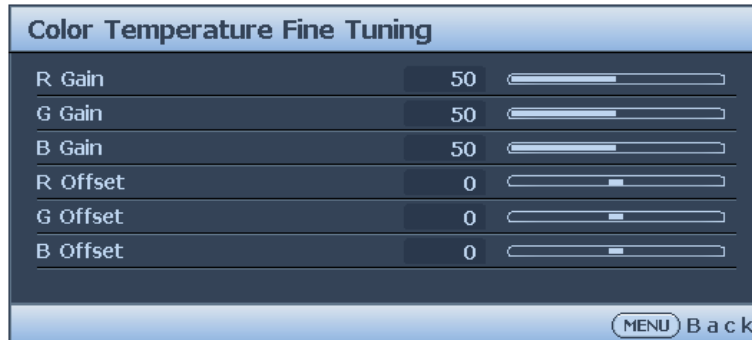 Color Temperature Fine Tuning
R Gain 50
G Gain 50
B Gain 50
R Offset 0
G Offset 0
B Offset 0
MENU Back